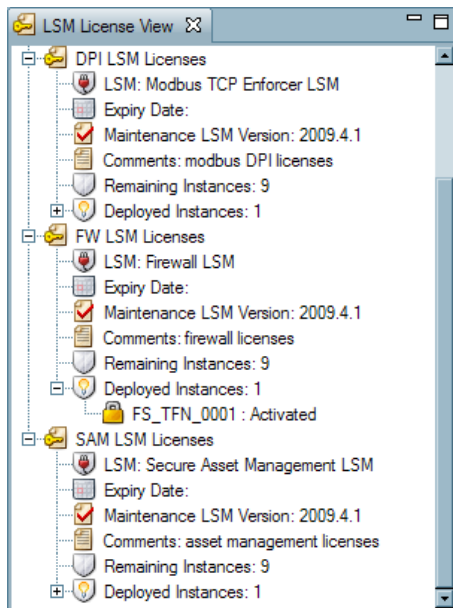 LSM License View
DPI LSM Licenses
LSM: Modbus TCP Enforcer LSM
Expiry Date:
Maintenance LSM Version: 2009.4.1
Comments: modbus DPI licenses
Remaining Instances: 9
Deployed Instances: 1
FW LSM Licenses
LSM: Firewall LSM
Expiry Date:
Maintenance LSM Version: 2009.4.1
Comments: firewall licenses
Remaining Instances: 9
Deployed Instances: 1
FS_TFN_0001 : Activated
SAM LSM Licenses
LSM: Secure Asset Management LSM
Expiry Date:
Maintenance LSM Version: 2009.4.1
Comments: asset management licenses
Remaining Instances: 9
Deployed Instances: 1